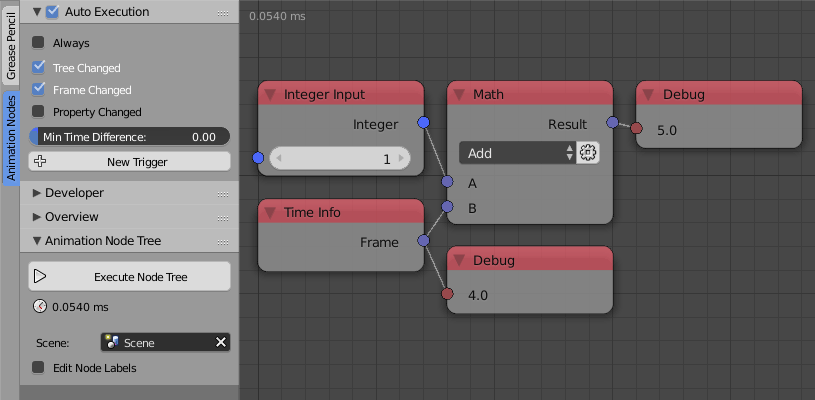 Grease Pencil
Animation Nodes
Auto Execution
Always
Tree Changed
Frame Changed
Property Changed
Min Time Difference: 0.00
New Trigger
Developer
Overview
Animation Node Tree
Execute Node Tree
0.0540 ms
Scene: Scene
Edit Node Labels
0.0540 ms
Integer Input
Integer
1
Time Info
Frame
Math
Result
Add
A
B
Debug
5.0
Debug
4.0